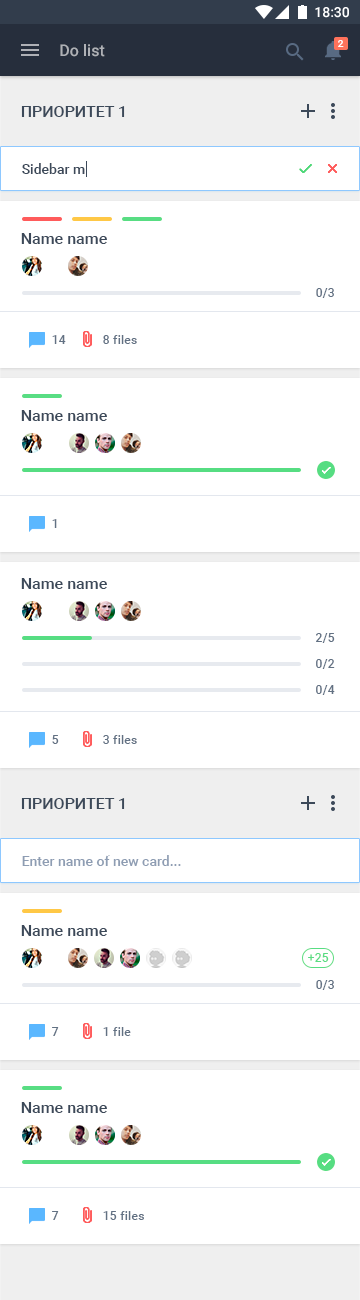 18:30
Do list
2
ПРИОРИТЕТ 1
Sidebar m
Name name
0/3
14 8 files
Name name
1
Name name
2/5
0/2
0/4
5 3 files
ПРИОРИТЕТ 1
Enter name of new card...
Name name
+25
0/3
7 1 file
Name name
7 15 files